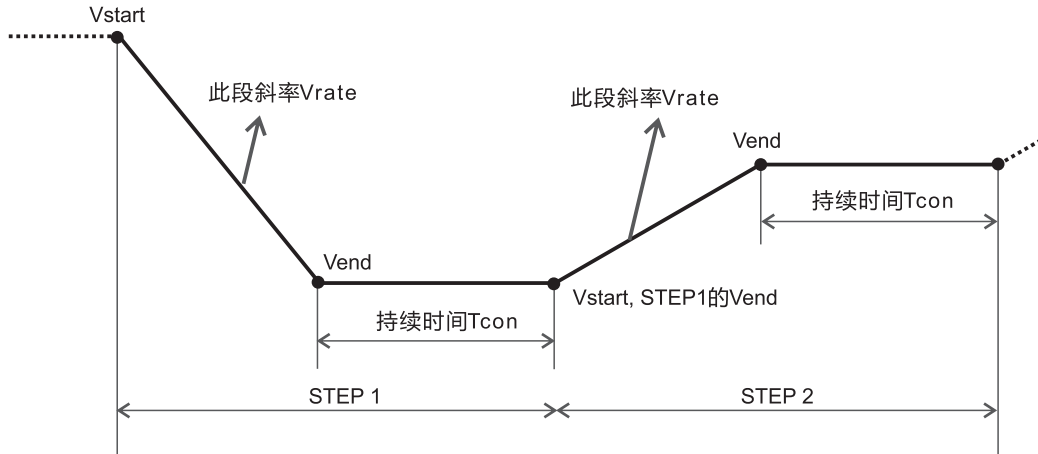 Vstart
此段斜率Vrate
此段斜率Vrate
Vend
持续时间Tcon
Vend
Vstart, STEP1的Vend
持续时间Tcon
STEP 1
STEP 2